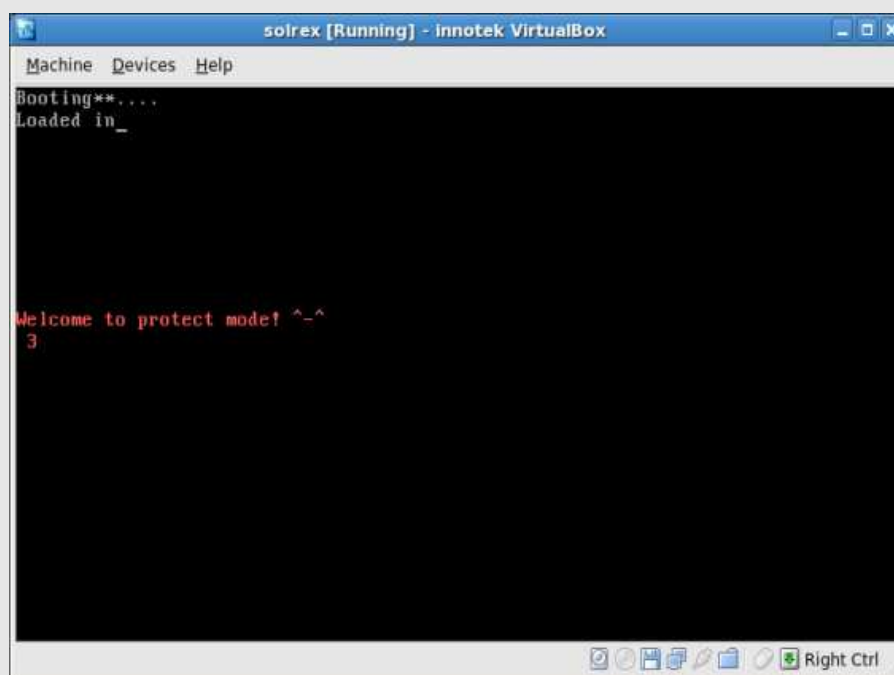 solrex [Running] - innotek VirtualBox
Machine Devices Help
Booting**....
Loaded in_
Welcome to protect mode! ^-^
3
Right Ctrl